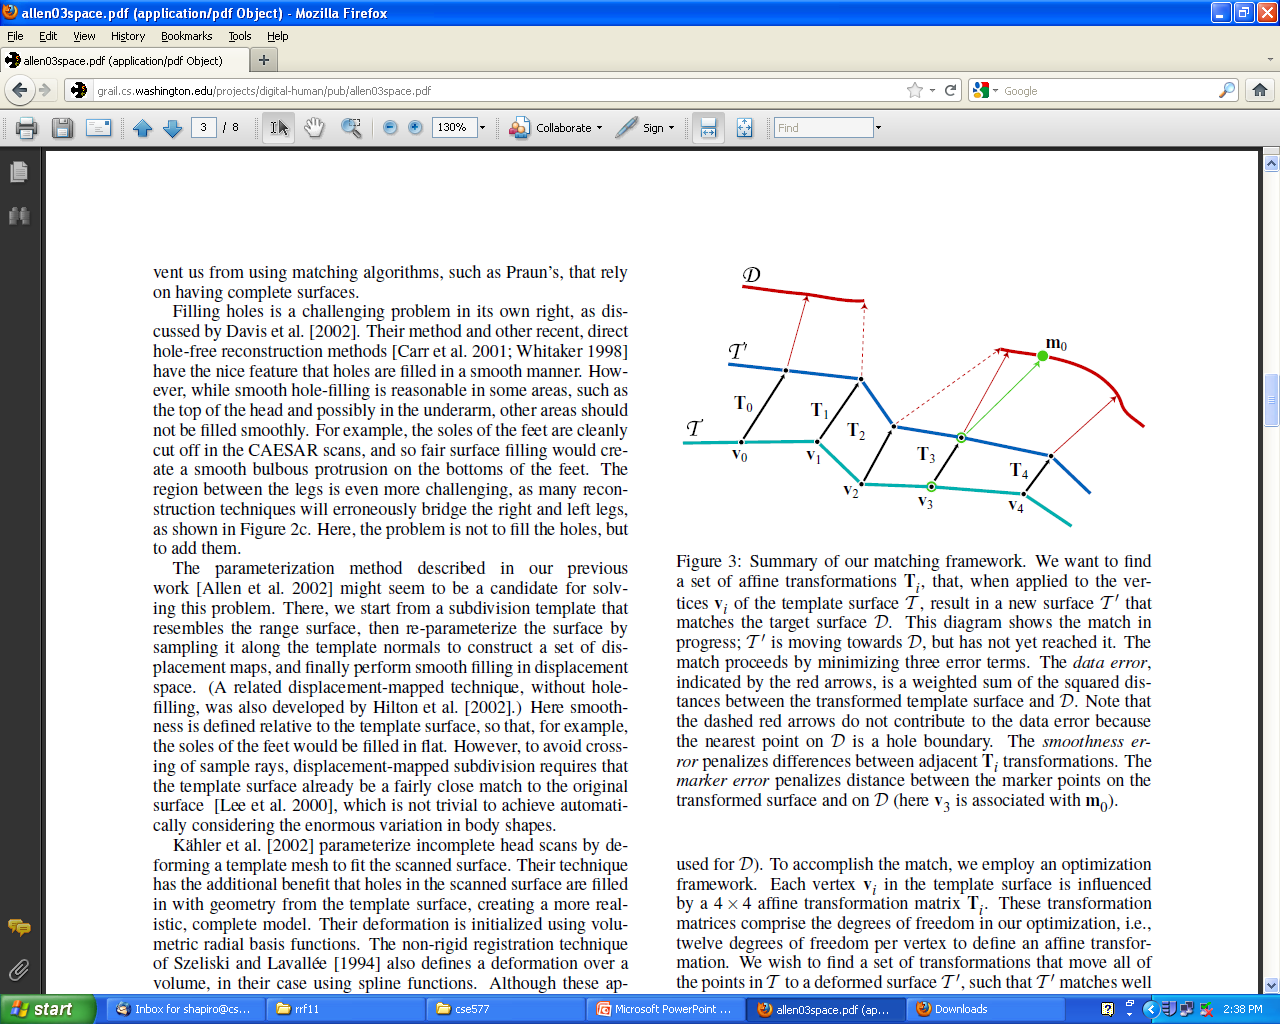 allen03space.pdf (application/pdf Object) - Mozilla Firefox
File Edit View History Bookmarks Tools Help
allen03space.pdf (application/pdf Object)
grail.cs.washington.edu/projects/digital-human/pub/allen03space.pdf
Google
3 / 8
130%
Collaborate
Sign
Find
vent us from using matching algorithms, such as Praun's, that rely
on having complete surfaces.
Filling holes is a challenging problem in its own right, as dis-
cussed by Davis et al. [2002]. Their method and other recent, direct
hole-free reconstruction methods [Carr et al. 2001; Whitaker 1998]
have the nice feature that holes are filled in a smooth manner. How-
ever, while smooth hole-filling is reasonable in some areas, such as
the top of the head and possibly in the underarm, other areas should
not be filled smoothly. For example, the soles of the feet are cleanly
cut off in the CAESAR scans, and so fair surface filling would cre-
ate a smooth bulbous protrusion on the bottoms of the feet. The
region between the legs is even more challenging, as many recon-
struction techniques will erroneously bridge the right and left legs,
as shown in Figure 2c. Here, the problem is not to fill the holes, but
to add them.
The parameterization method described in our previous
work [Allen et al. 2002] might seem to be a candidate for solv-
ing this problem. There, we start from a subdivision template that
resembles the range surface, then re-parameterize the surface by
sampling it along the template normals to construct a set of dis-
placement maps, and finally perform smooth filling in displacement
space. (A related displacement-mapped technique, without hole-
filling, was also developed by Hilton et al. [2002].) Here smooth-
ness is defined relative to the template surface, so that, for example,
the soles of the feet would be filled in flat. However, to avoid cross-
ing of sample rays, displacement-mapped subdivision requires that
the template surface already be a fairly close match to the original
surface [Lee et al. 2000], which is not trivial to achieve automati-
cally considering the enormous variation in body shapes.
Kähler et al. [2002] parameterize incomplete head scans by de-
forming a template mesh to fit the scanned surface. Their technique
has the additional benefit that holes in the scanned surface are filled
in with geometry from the template surface, creating a more real-
istic, complete model. Their deformation is initialized using volu-
metric radial basis functions. The non-rigid registration technique
of Szeliski and Lavallée [1994] also defines a deformation over a
volume, in their case using spline functions. Although these ap-
𝒟
m₀
𝒯′
T₀
T₁
T₂
𝒯
T₃
T₄
v₀
v₁
v₂
v₃
v₄
Figure 3: Summary of our matching framework. We want to find
a set of affine transformations Tᵢ, that, when applied to the ver-
tices vᵢ of the template surface 𝒯, result in a new surface 𝒯′ that
matches the target surface 𝒟. This diagram shows the match in
progress; 𝒯′ is moving towards 𝒟, but has not yet reached it. The
match proceeds by minimizing three error terms. The data error,
indicated by the red arrows, is a weighted sum of the squared dis-
tances between the transformed template surface and 𝒟. Note that
the dashed red arrows do not contribute to the data error because
the nearest point on 𝒟 is a hole boundary. The smoothness er-
ror penalizes differences between adjacent Tᵢ transformations. The
marker error penalizes distance between the marker points on the
transformed surface and on 𝒟 (here v₃ is associated with m₀).
used for 𝒟). To accomplish the match, we employ an optimization
framework. Each vertex vᵢ in the template surface is influenced
by a 4 × 4 affine transformation matrix Tᵢ. These transformation
matrices comprise the degrees of freedom in our optimization, i.e.,
twelve degrees of freedom per vertex to define an affine transfor-
mation. We wish to find a set of transformations that move all of
the points in 𝒯 to a deformed surface 𝒯′, such that 𝒯′ matches well
start
Inbox for shapiro@cs...
rrf11
cse577
Microsoft PowerPoint ...
allen03space.pdf (ap...
Downloads
2:38 PM